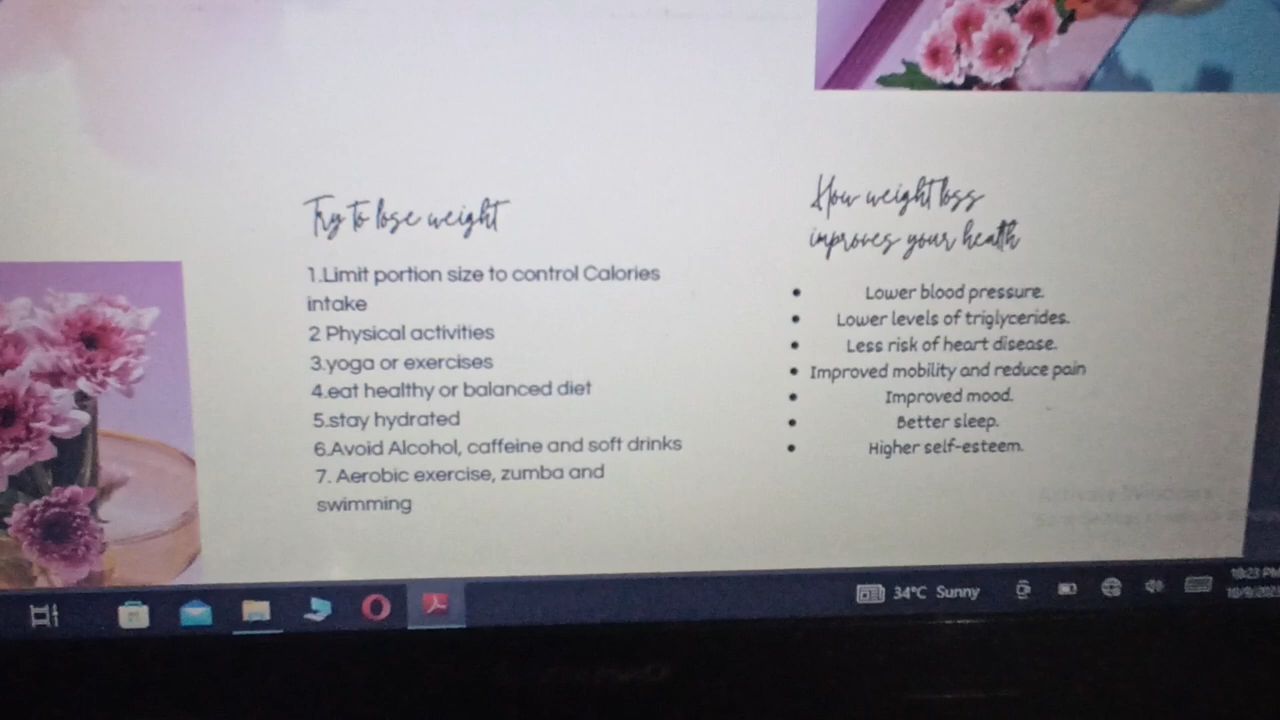 Try to lose weight
1.Limit portion size to control Calories
intake
2 Physical activities
3.yoga or exercises
4.eat healthy or balanced diet
5.stay hydrated
6.Avoid Alcohol, caffeine and soft drinks
7. Aerobic exercise, zumba and
swimming
How weight loss
improves your health
• Lower blood pressure.
• Lower levels of triglycerides.
• Less risk of heart disease.
• Improved mobility and reduce pain
• Improved mood.
• Better sleep.
• Higher self-esteem.
Activate Windows
34°C Sunny